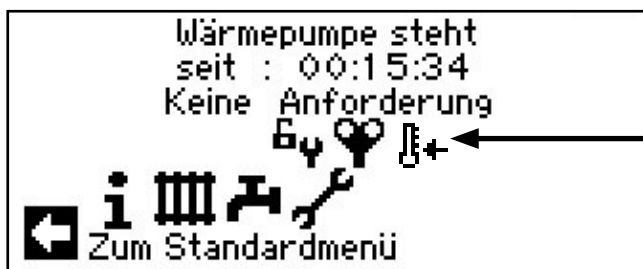 Wärmepumpe steht
seit : 00:15:34
Keine Anforderung
Zum Standardmenü